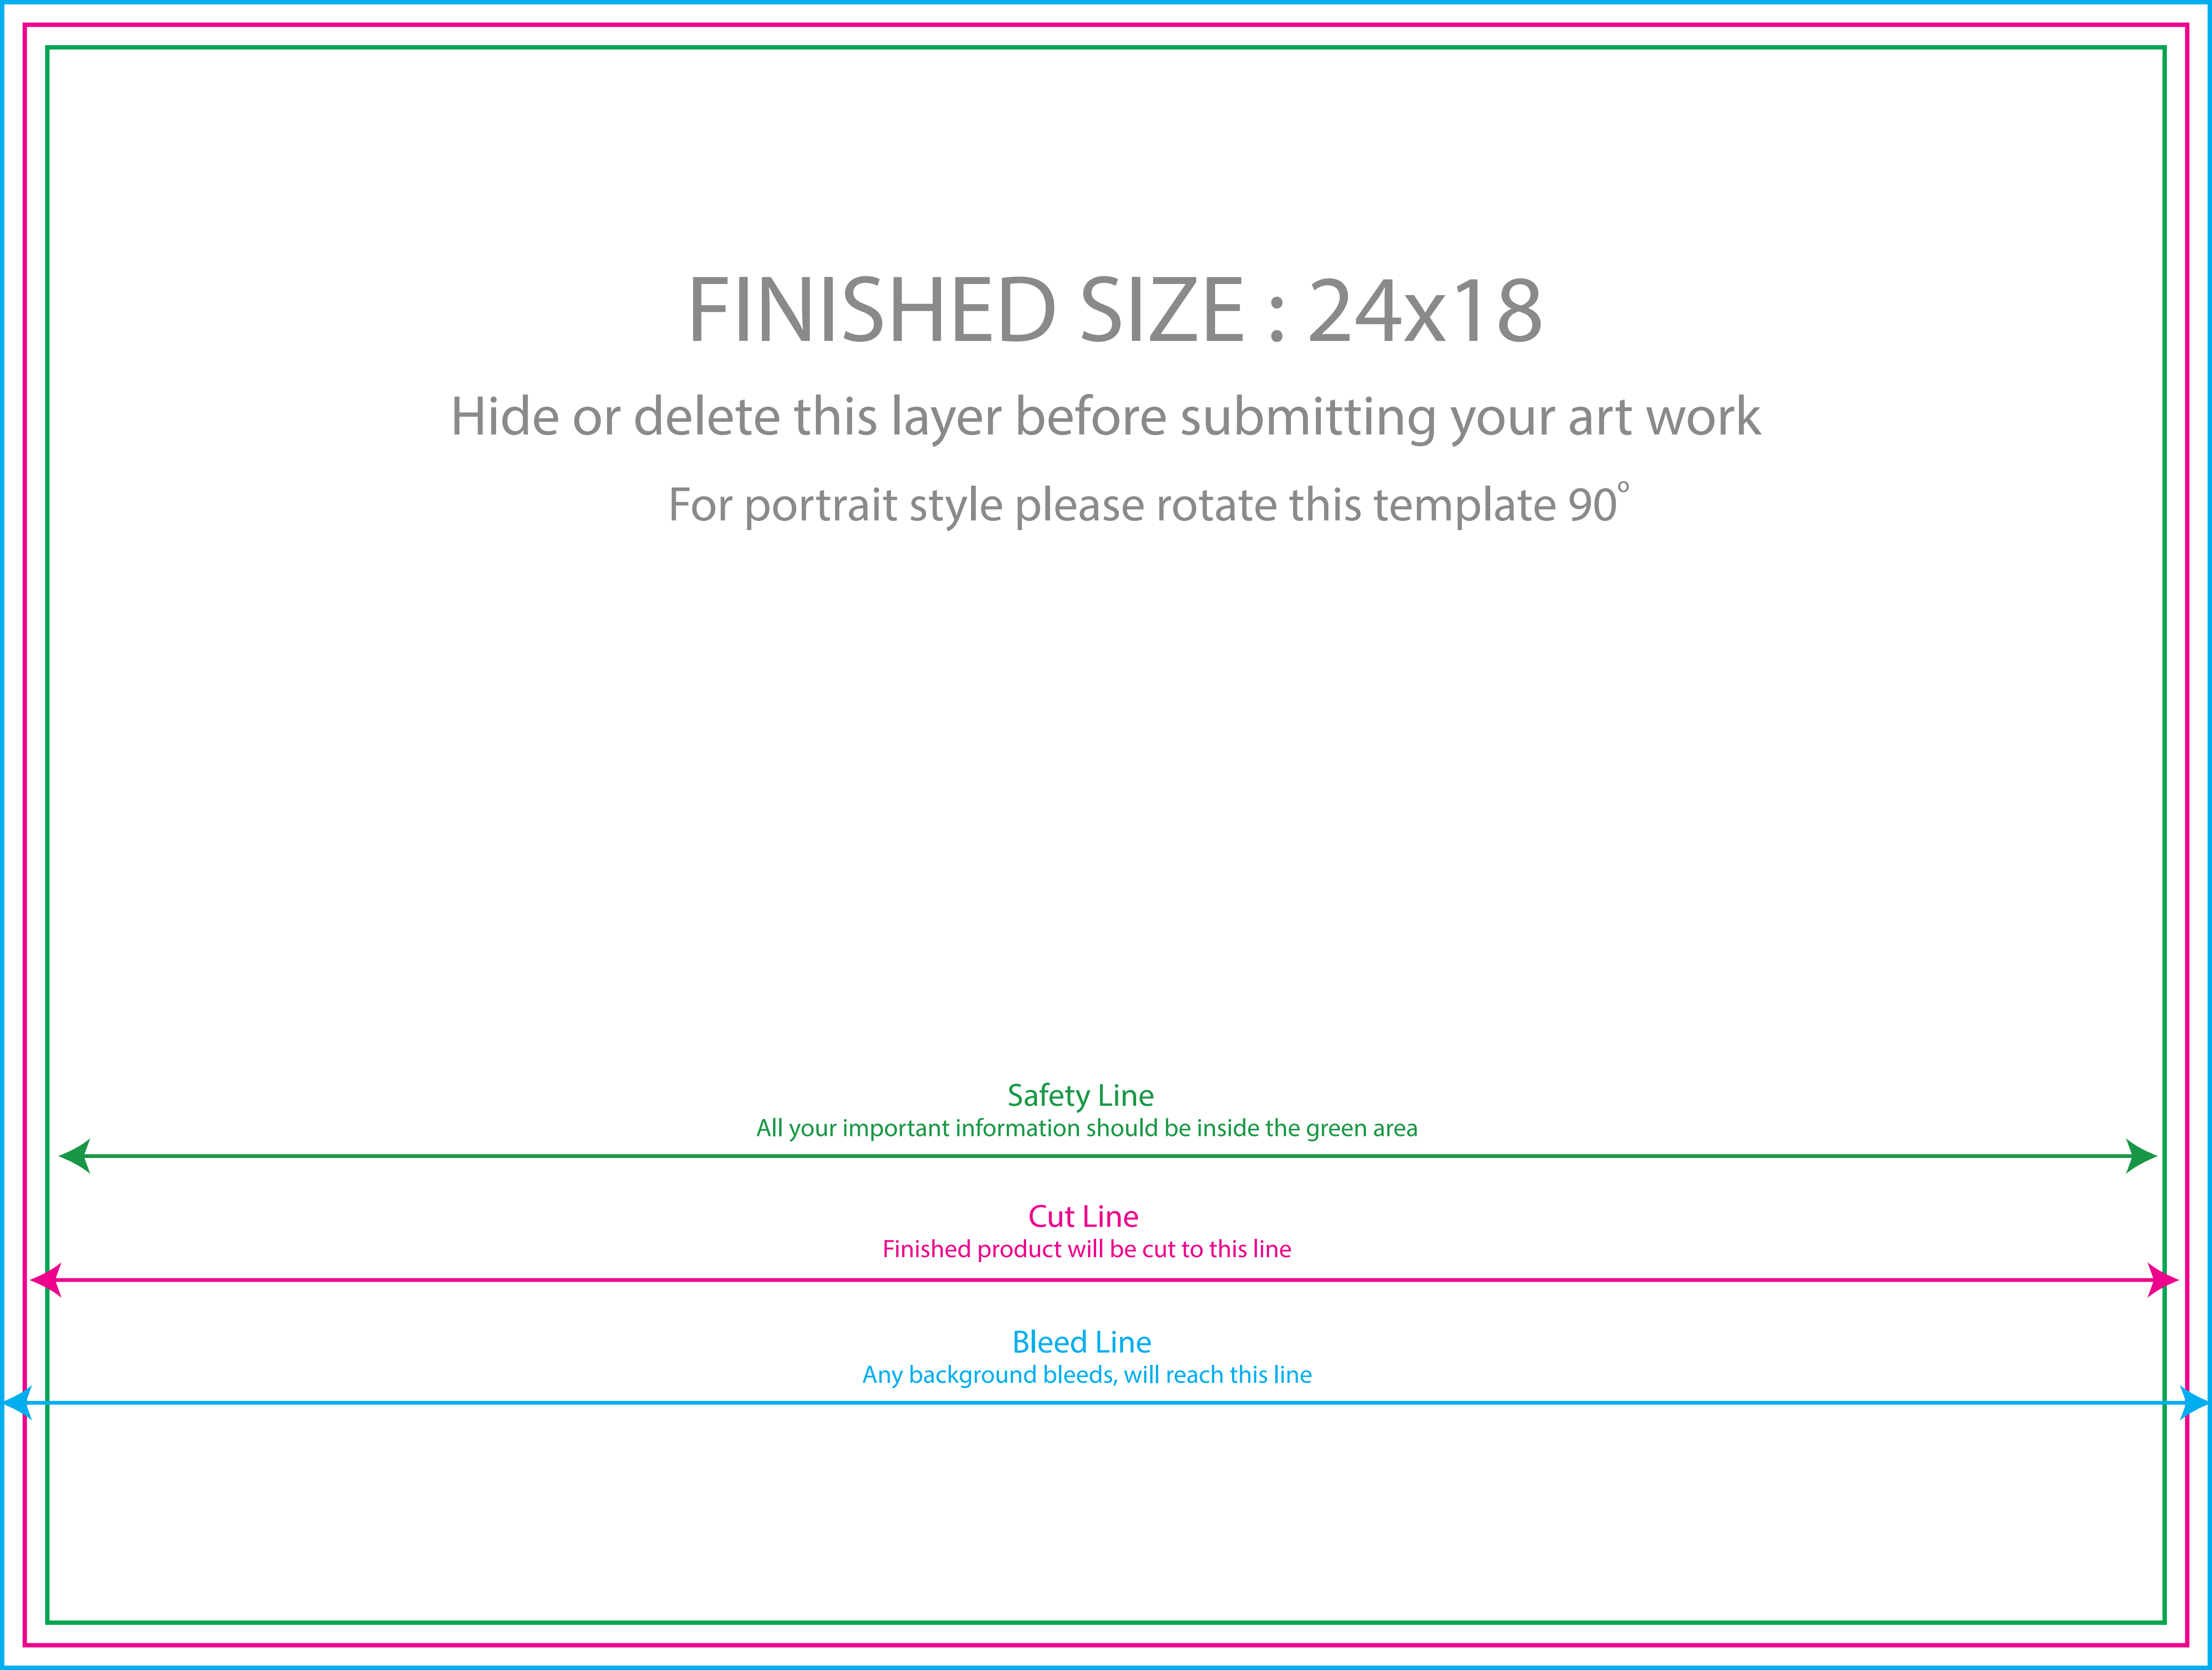 FINISHED SIZE : 24x18
Hide or delete this layer before submitting your art work
For portrait style please rotate this template 90º
Safety Line
All your important information should be inside the green area
Cut Line
Finished product will be cut to this line
Bleed Line
Any background bleeds, will reach this line